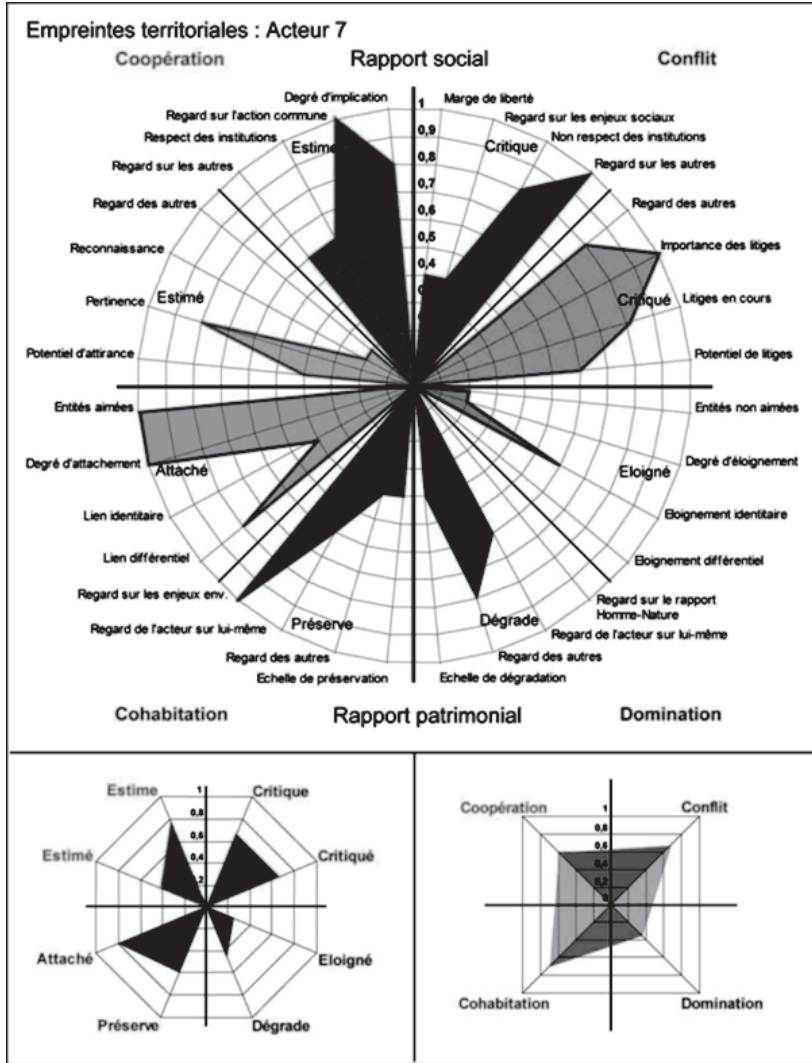 Empreintes territoriales : Acteur 7
Coopération
Rapport social
Conflit
Degré d'implication
Marge de liberté
Regard sur l'action commune
1
Regard sur les enjeux sociaux
Respect des institutions
0,9
Non respect des institutions
Estime
Critique
Regard sur les autres
0,8
Regard sur les autres
0,7
Regard des autres
0,6
Regard des autres
0,5
Reconnaissance
Importance des litiges
0,4
Pertinence
Estimé
Critiqué
Litiges en cours
Potentiel d'attirance
Potentiel de litiges
Entités aimées
Entités non aimées
Degré d'attachement
Attaché
Eloigné
Degré d'éloignement
Lien identitaire
Eloignement identitaire
Lien différentiel
Eloignement différentiel
Regard sur les enjeux env.
Regard sur le rapport
Homme-Nature
Préserve
Dégrade
Regard de l'acteur sur lui-même
Regard de l'acteur sur lui-même
Regard des autres
Regard des autres
Echelle de préservation
Echelle de dégradation
Cohabitation
Rapport patrimonial
Domination
Estime
1
Critique
0,8
0,6
0,4
Estimé
Critiqué
Attaché
Eloigné
Préserve
Dégrade
Coopération
1
Conflit
0,8
0,6
0,4
0,2
0
Cohabitation
Domination